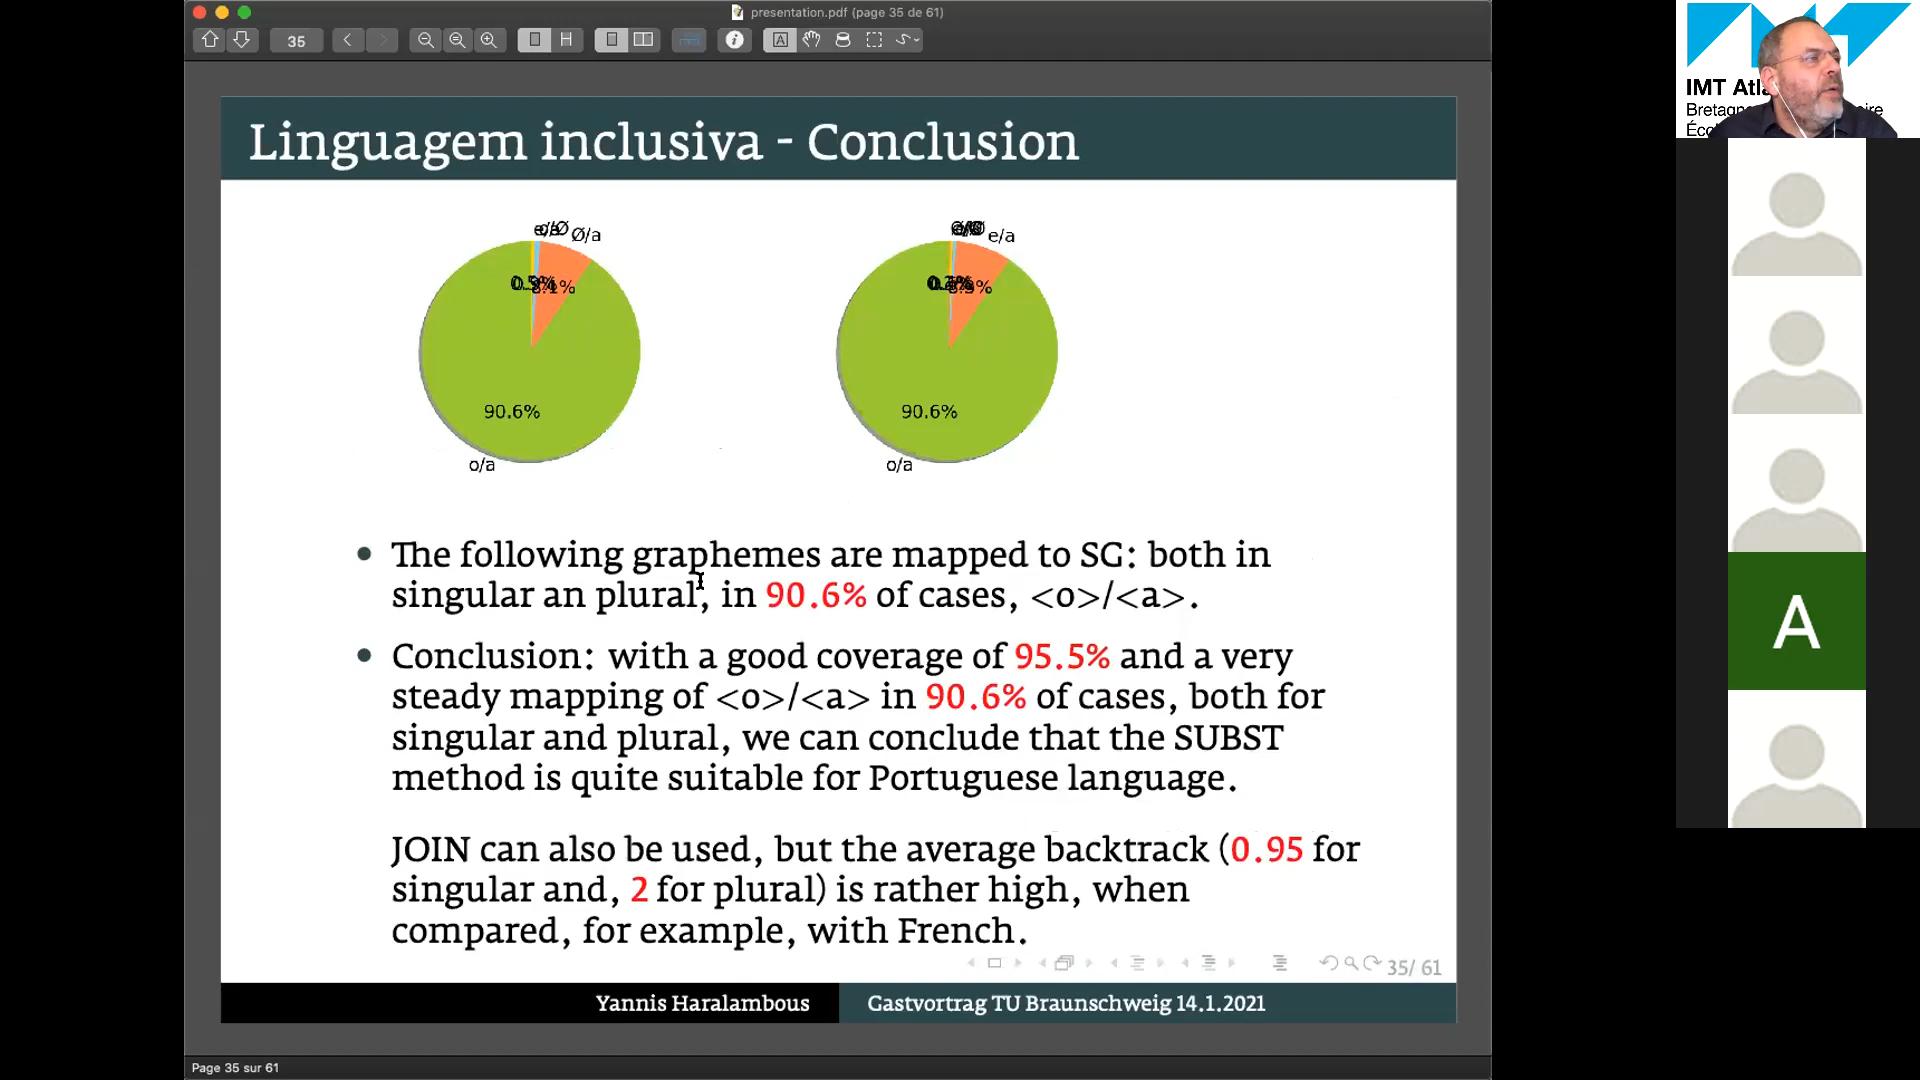 presentation.pdf (page 35 de 61)
35
IMT
Linguagem inclusiva - Conclusion
Ø/a
e/a
90.6%
90.6%
o/a
o/a
• The following graphemes are mapped to SG: both in
singular an plural, in 90.6% of cases, <o>/<a>.
• Conclusion: with a good coverage of 95.5% and a very
steady mapping of <o>/<a> in 90.6% of cases, both for
singular and plural, we can conclude that the SUBST
method is quite suitable for Portuguese language.
JOIN can also be used, but the average backtrack (0.95 for
singular and, 2 for plural) is rather high, when
compared, for example, with French.
35/ 61
Yannis Haralambous
Gastvortrag TU Braunschweig 14.1.2021
Page 35 sur 61
A